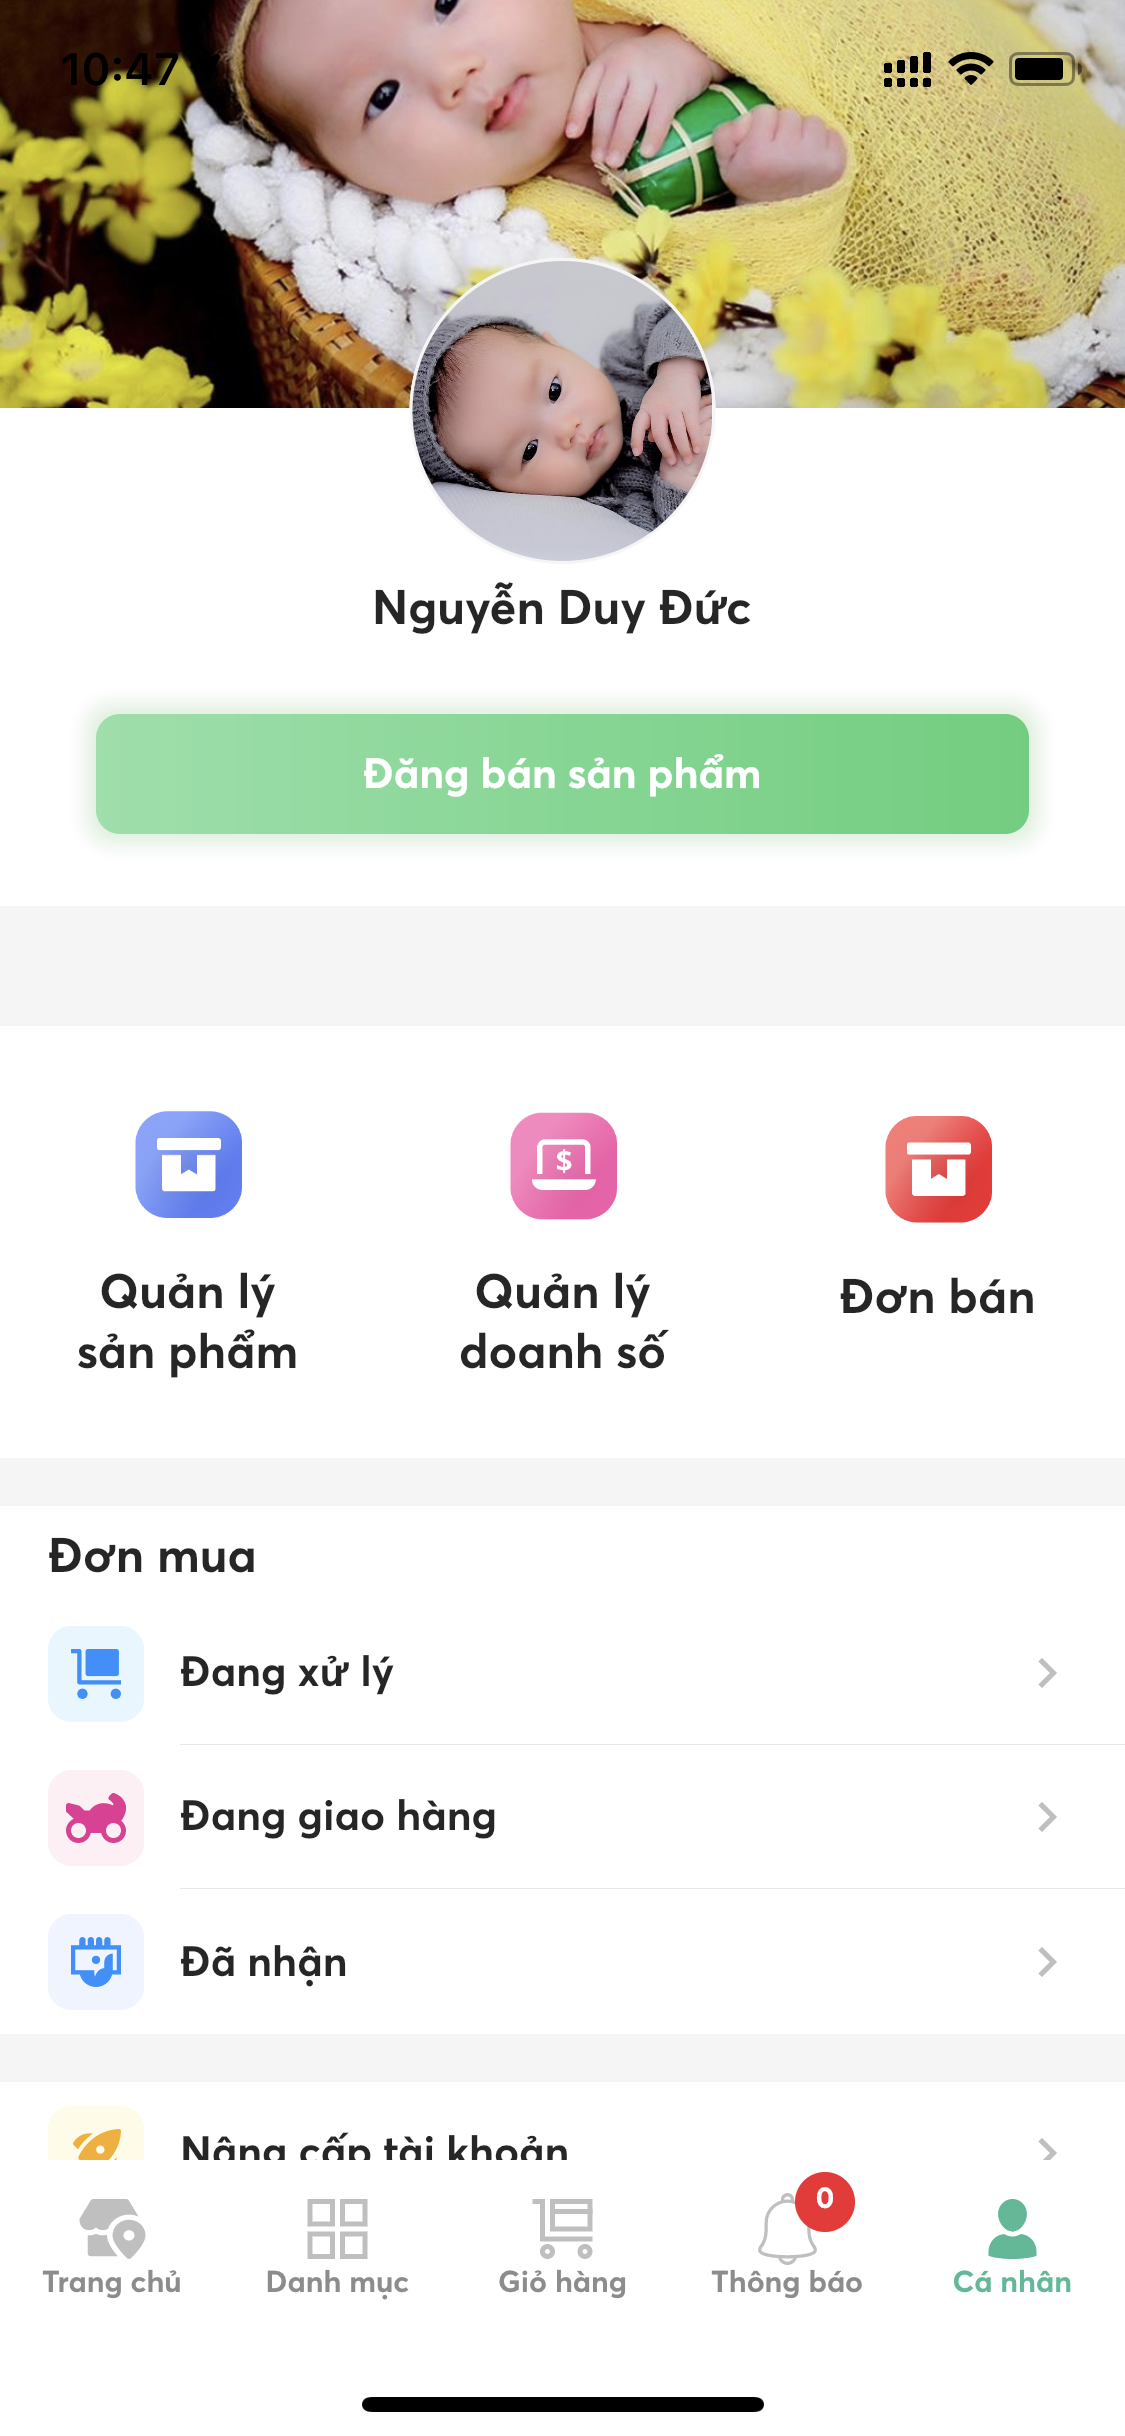 10:47
Nguyễn Duy Đức
Đăng bán sản phẩm
$
Quản lý
sản phẩm
Quản lý
doanh số
Đơn bán
Đơn mua
Đang xử lý
Đang giao hàng
Đã nhận
Nâng cấp tài khoản
0
Trang chủ
Danh mục
Giỏ hàng
Thông báo
Cá nhân